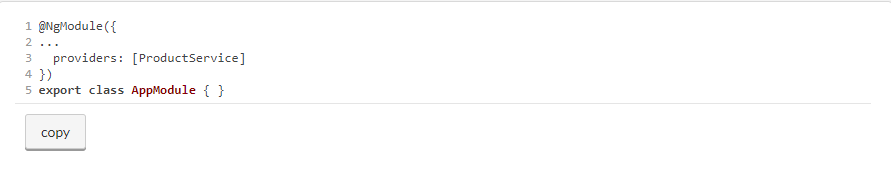 1 @NgModule({
2 ...
3   providers: [ProductService]
4 })
5 export class AppModule { }
copy